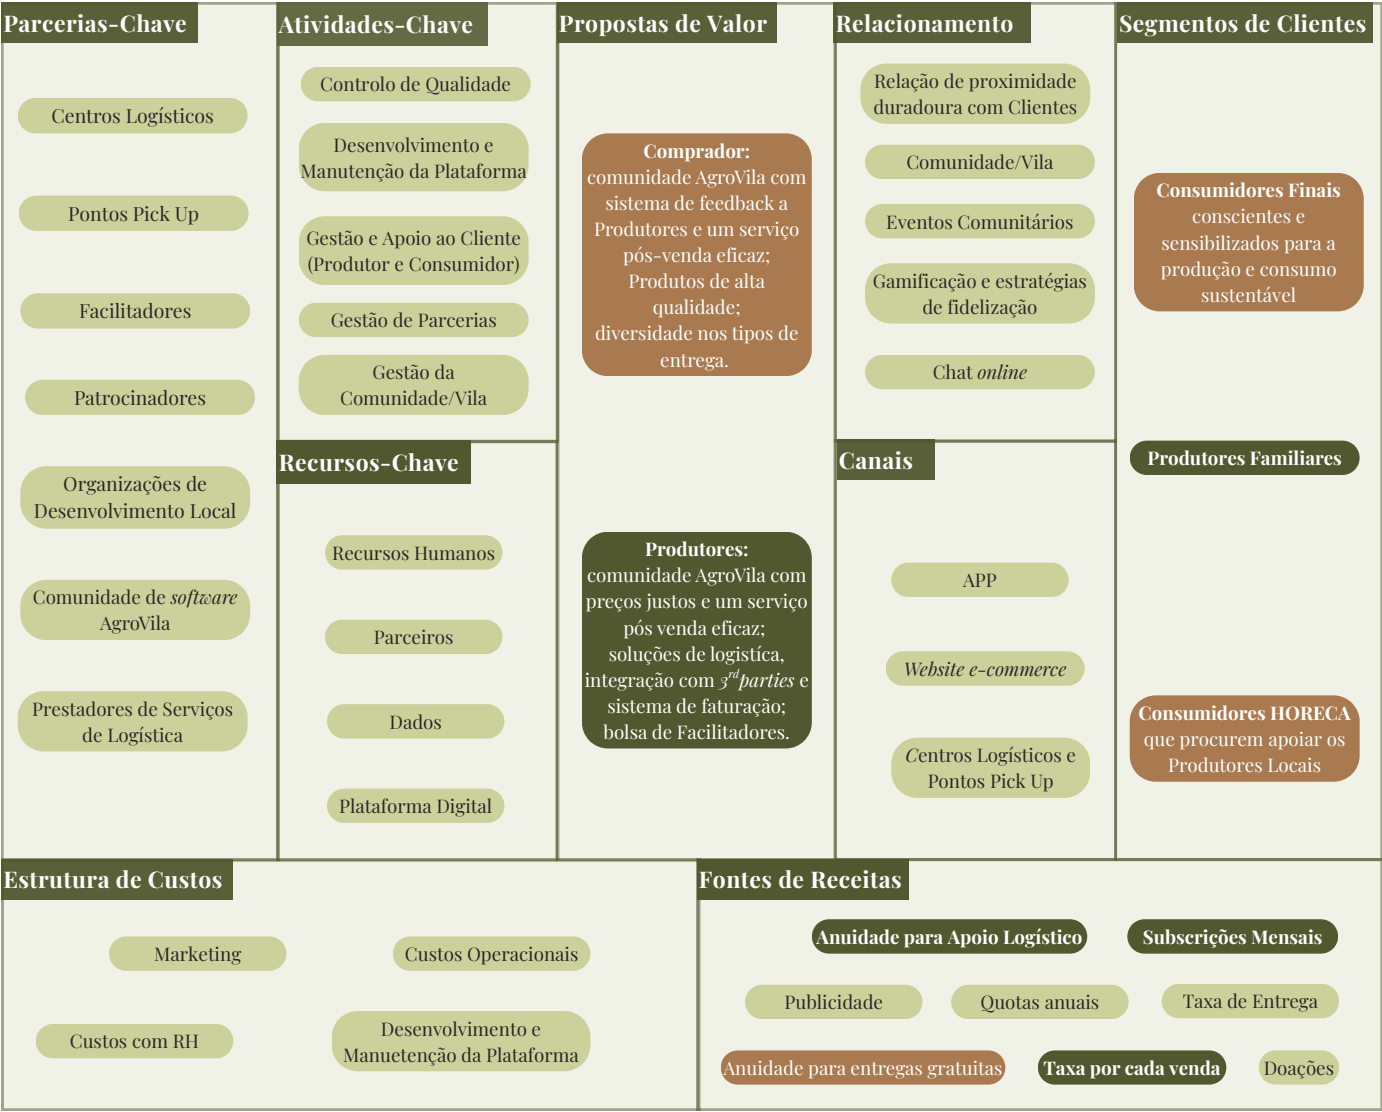 Parcerias-Chave
Centros Logísticos
Pontos Pick Up
Facilitadores
Patrocinadores
Organizações de
Desenvolvimento Local
Comunidade de software
AgroVila
Prestadores de Serviços
de Logística
Atividades-Chave
Controlo de Qualidade
Desenvolvimento e
Manutenção da Plataforma
Gestão e Apoio ao Cliente
(Produtor e Consumidor)
Gestão de Parcerias
Gestão da
Comunidade/Vila
Recursos-Chave
Recursos Humanos
Parceiros
Dados
Plataforma Digital
Propostas de Valor
Comprador:
comunidade AgroVila com
sistema de feedback a
Produtores e um serviço
pós-venda eficaz;
Produtos de alta
qualidade;
diversidade nos tipos de
entrega.
Produtores:
comunidade AgroVila com
preços justos e um serviço
pós venda eficaz;
soluções de logistíca,
integração com 3rd parties e
sistema de faturação;
bolsa de Facilitadores.
Relacionamento
Relação de proximidade
duradoura com Clientes
Comunidade/Vila
Eventos Comunitários
Gamificação e estratégias
de fidelização
Chat online
Canais
APP
Website e-commerce
Centros Logísticos e
Pontos Pick Up
Segmentos de Clientes
Consumidores Finais
conscientes e
sensibilizados para a
produção e consumo
sustentável
Produtores Familiares
Consumidores HORECA
que procurem apoiar os
Produtores Locais
Estrutura de Custos
Marketing
Custos Operacionais
Custos com RH
Desenvolvimento e
Manuetenção da Plataforma
Fontes de Receitas
Anuidade para Apoio Logístico
Subscrições Mensais
Publicidade
Quotas anuais
Taxa de Entrega
Anuidade para entregas gratuitas
Taxa por cada venda
Doações